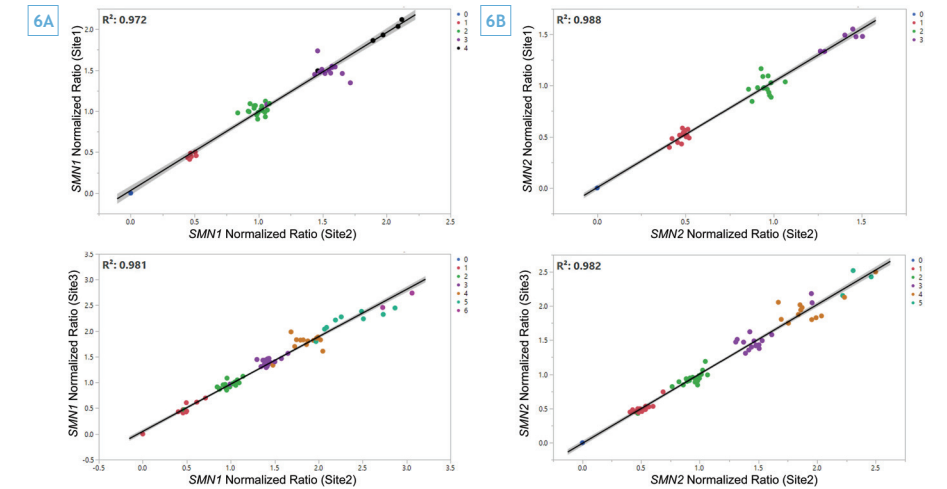 6A
R²: 0.972
SMN1 Normalized Ratio (Site1)
2.0
1.5
1.0
0.5
0.0
0.0 0.5 1.0 1.5 2.0 2.5
SMN1 Normalized Ratio (Site2)
0
1
2
3
4
6B
R²: 0.988
SMN2 Normalized Ratio (Site1)
1.5
1.0
0.5
0.0
0.0 0.5 1.0 1.5
SMN2 Normalized Ratio (Site2)
0
1
2
3
R²: 0.981
SMN1 Normalized Ratio (Site3)
3.5
3.0
2.5
2.0
1.5
1.0
0.5
0.0
-0.5
-0.5 0.0 0.5 1.0 1.5 2.0 2.5 3.0 3.5
SMN1 Normalized Ratio (Site2)
0
1
2
3
4
5
6
R²: 0.982
SMN2 Normalized Ratio (Site3)
2.5
2.0
1.5
1.0
0.5
0.0
0.0 0.5 1.0 1.5 2.0 2.5
SMN2 Normalized Ratio (Site2)
0
1
2
3
4
5